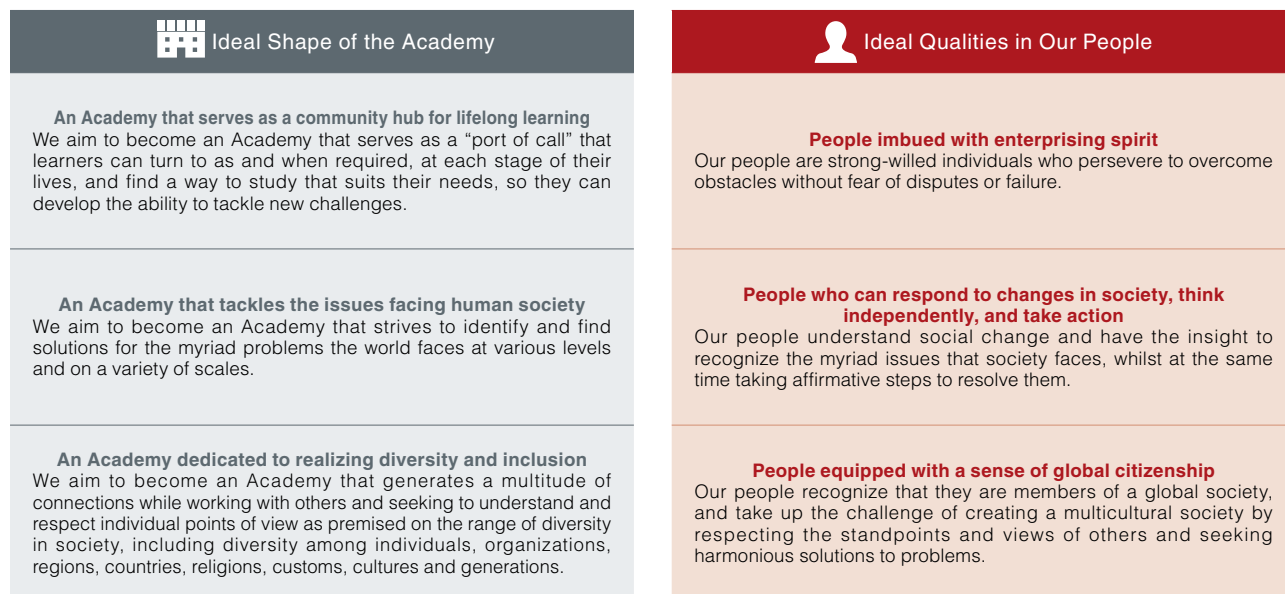 Ideal Shape of the Academy
An Academy that serves as a community hub for lifelong learning
We aim to become an Academy that serves as a “port of call” that
learners can turn to as and when required, at each stage of their
lives, and find a way to study that suits their needs, so they can
develop the ability to tackle new challenges.
An Academy that tackles the issues facing human society
We aim to become an Academy that strives to identify and find
solutions for the myriad problems the world faces at various levels
and on a variety of scales.
An Academy dedicated to realizing diversity and inclusion
We aim to become an Academy that generates a multitude of
connections while working with others and seeking to understand and
respect individual points of view as premised on the range of diversity
in society, including diversity among individuals, organizations,
regions, countries, religions, customs, cultures and generations.
Ideal Qualities in Our People
People imbued with enterprising spirit
Our people are strong-willed individuals who persevere to overcome
obstacles without fear of disputes or failure.
People who can respond to changes in society, think
independently, and take action
Our people understand social change and have the insight to
recognize the myriad issues that society faces, whilst at the same
time taking affirmative steps to resolve them.
People equipped with a sense of global citizenship
Our people recognize that they are members of a global society,
and take up the challenge of creating a multicultural society by
respecting the standpoints and views of others and seeking
harmonious solutions to problems.